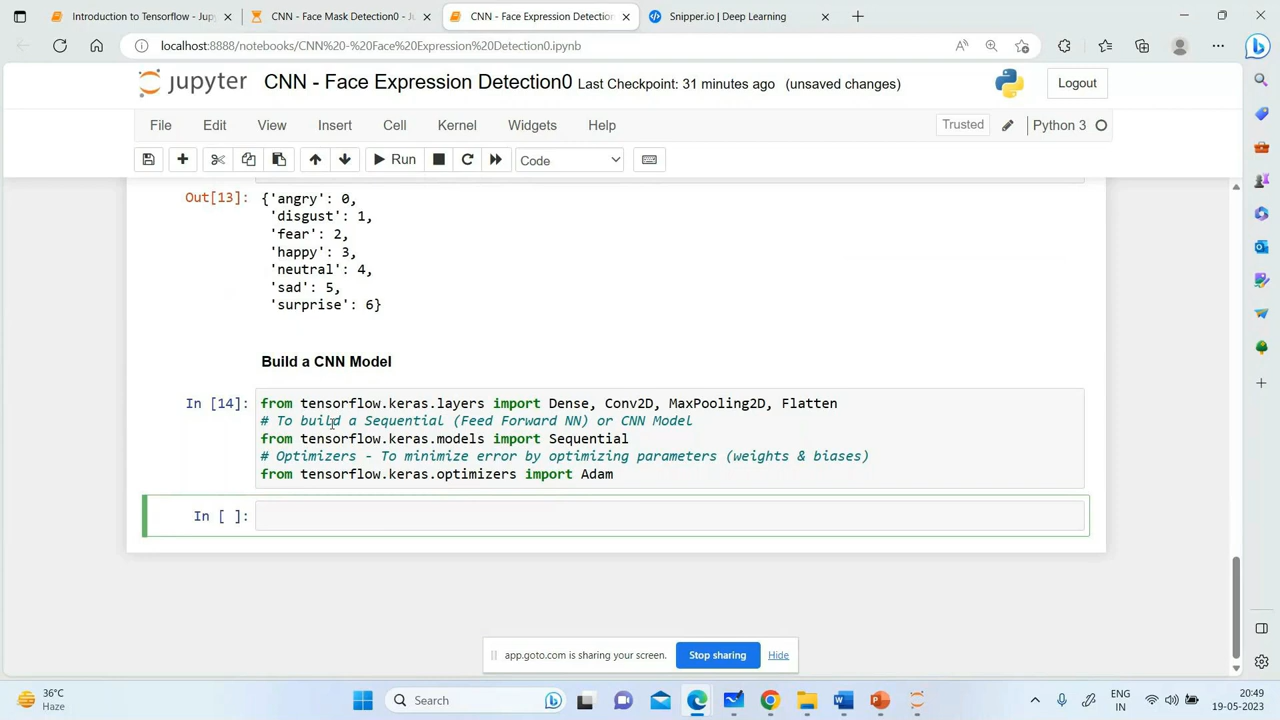 Introduction to Tensorflow - Jupy
CNN - Face Mask Detection0 - J
CNN - Face Expression Detection
Snipper.io | Deep Learning
localhost:8888/notebooks/CNN%20-%20Face%20Expression%20Detection0.ipynb
jupyter CNN - Face Expression Detection0 Last Checkpoint: 31 minutes ago (unsaved changes)
Logout
File Edit View Insert Cell Kernel Widgets Help
Trusted
Python 3
Run
Code
Out[13]: {'angry': 0,
'disgust': 1,
'fear': 2,
'happy': 3,
'neutral': 4,
'sad': 5,
'surprise': 6}
Build a CNN Model
In [14]: from tensorflow.keras.layers import Dense, Conv2D, MaxPooling2D, Flatten
# To build a Sequential (Feed Forward NN) or CNN Model
from tensorflow.keras.models import Sequential
# Optimizers - To minimize error by optimizing parameters (weights & biases)
from tensorflow.keras.optimizers import Adam
In [ ]:
app.goto.com is sharing your screen. Stop sharing Hide
36°C
Haze
Search
ENG
IN
20:49
19-05-2023